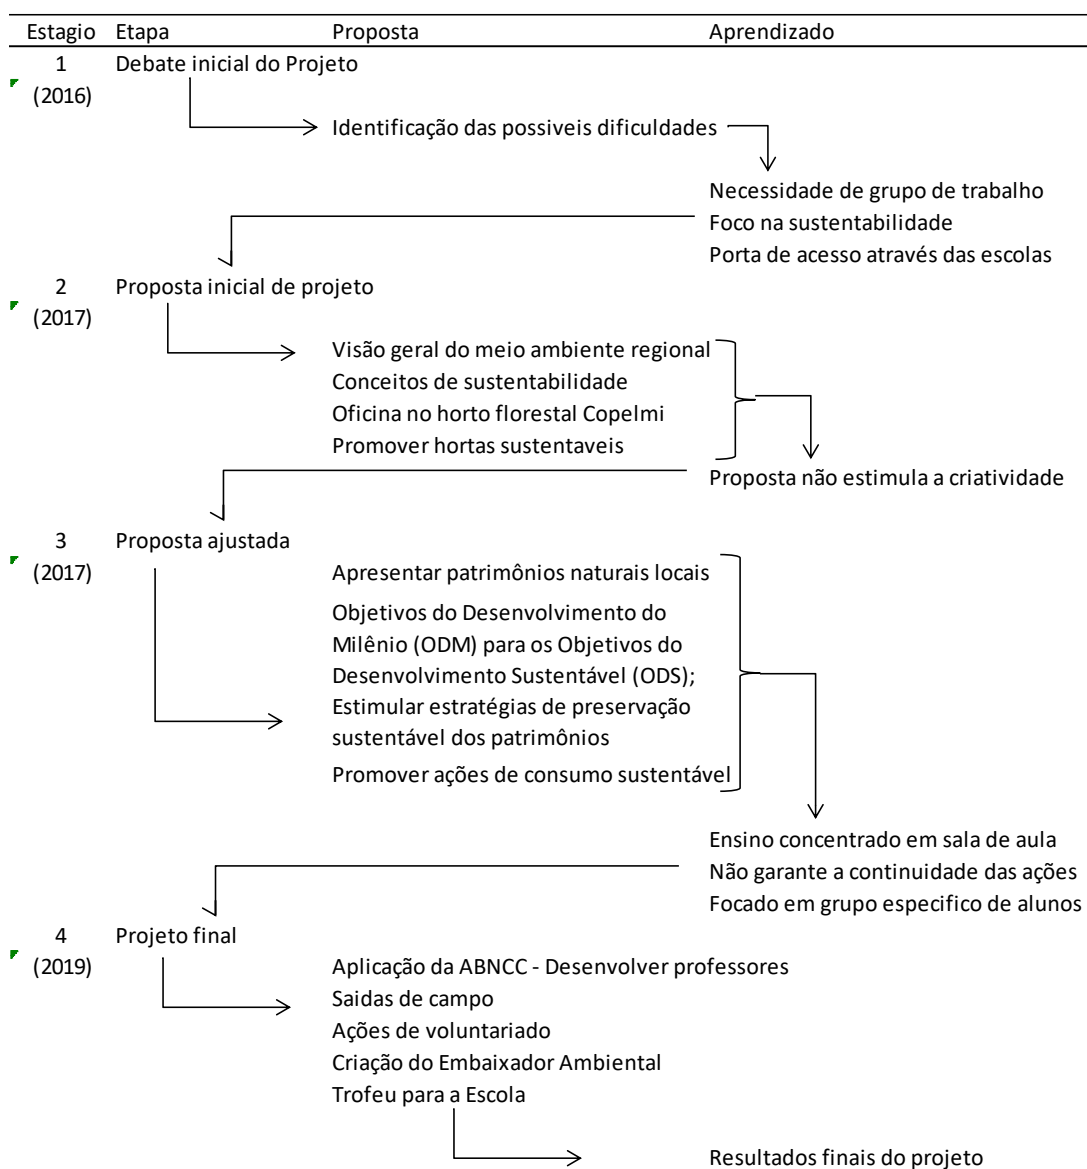 Estagio Etapa Proposta Aprendizado
1 Debate inicial do Projeto
(2016)
Identificação das possiveis dificuldades
Necessidade de grupo de trabalho
Foco na sustentabilidade
Porta de acesso através das escolas
2 Proposta inicial de projeto
(2017)
Visão geral do meio ambiente regional
Conceitos de sustentabilidade
Oficina no horto florestal Copelmi
Promover hortas sustentaveis
Proposta não estimula a criatividade
3 Proposta ajustada
(2017)
Apresentar patrimônios naturais locais
Objetivos do Desenvolvimento do
Milênio (ODM) para os Objetivos do
Desenvolvimento Sustentável (ODS);
Estimular estratégias de preservação
sustentável dos patrimônios
Promover ações de consumo sustentável
Ensino concentrado em sala de aula
Não garante a continuidade das ações
Focado em grupo especifico de alunos
4 Projeto final
(2019)
Aplicação da ABNCC - Desenvolver professores
Saidas de campo
Ações de voluntariado
Criação do Embaixador Ambiental
Trofeu para a Escola
Resultados finais do projeto